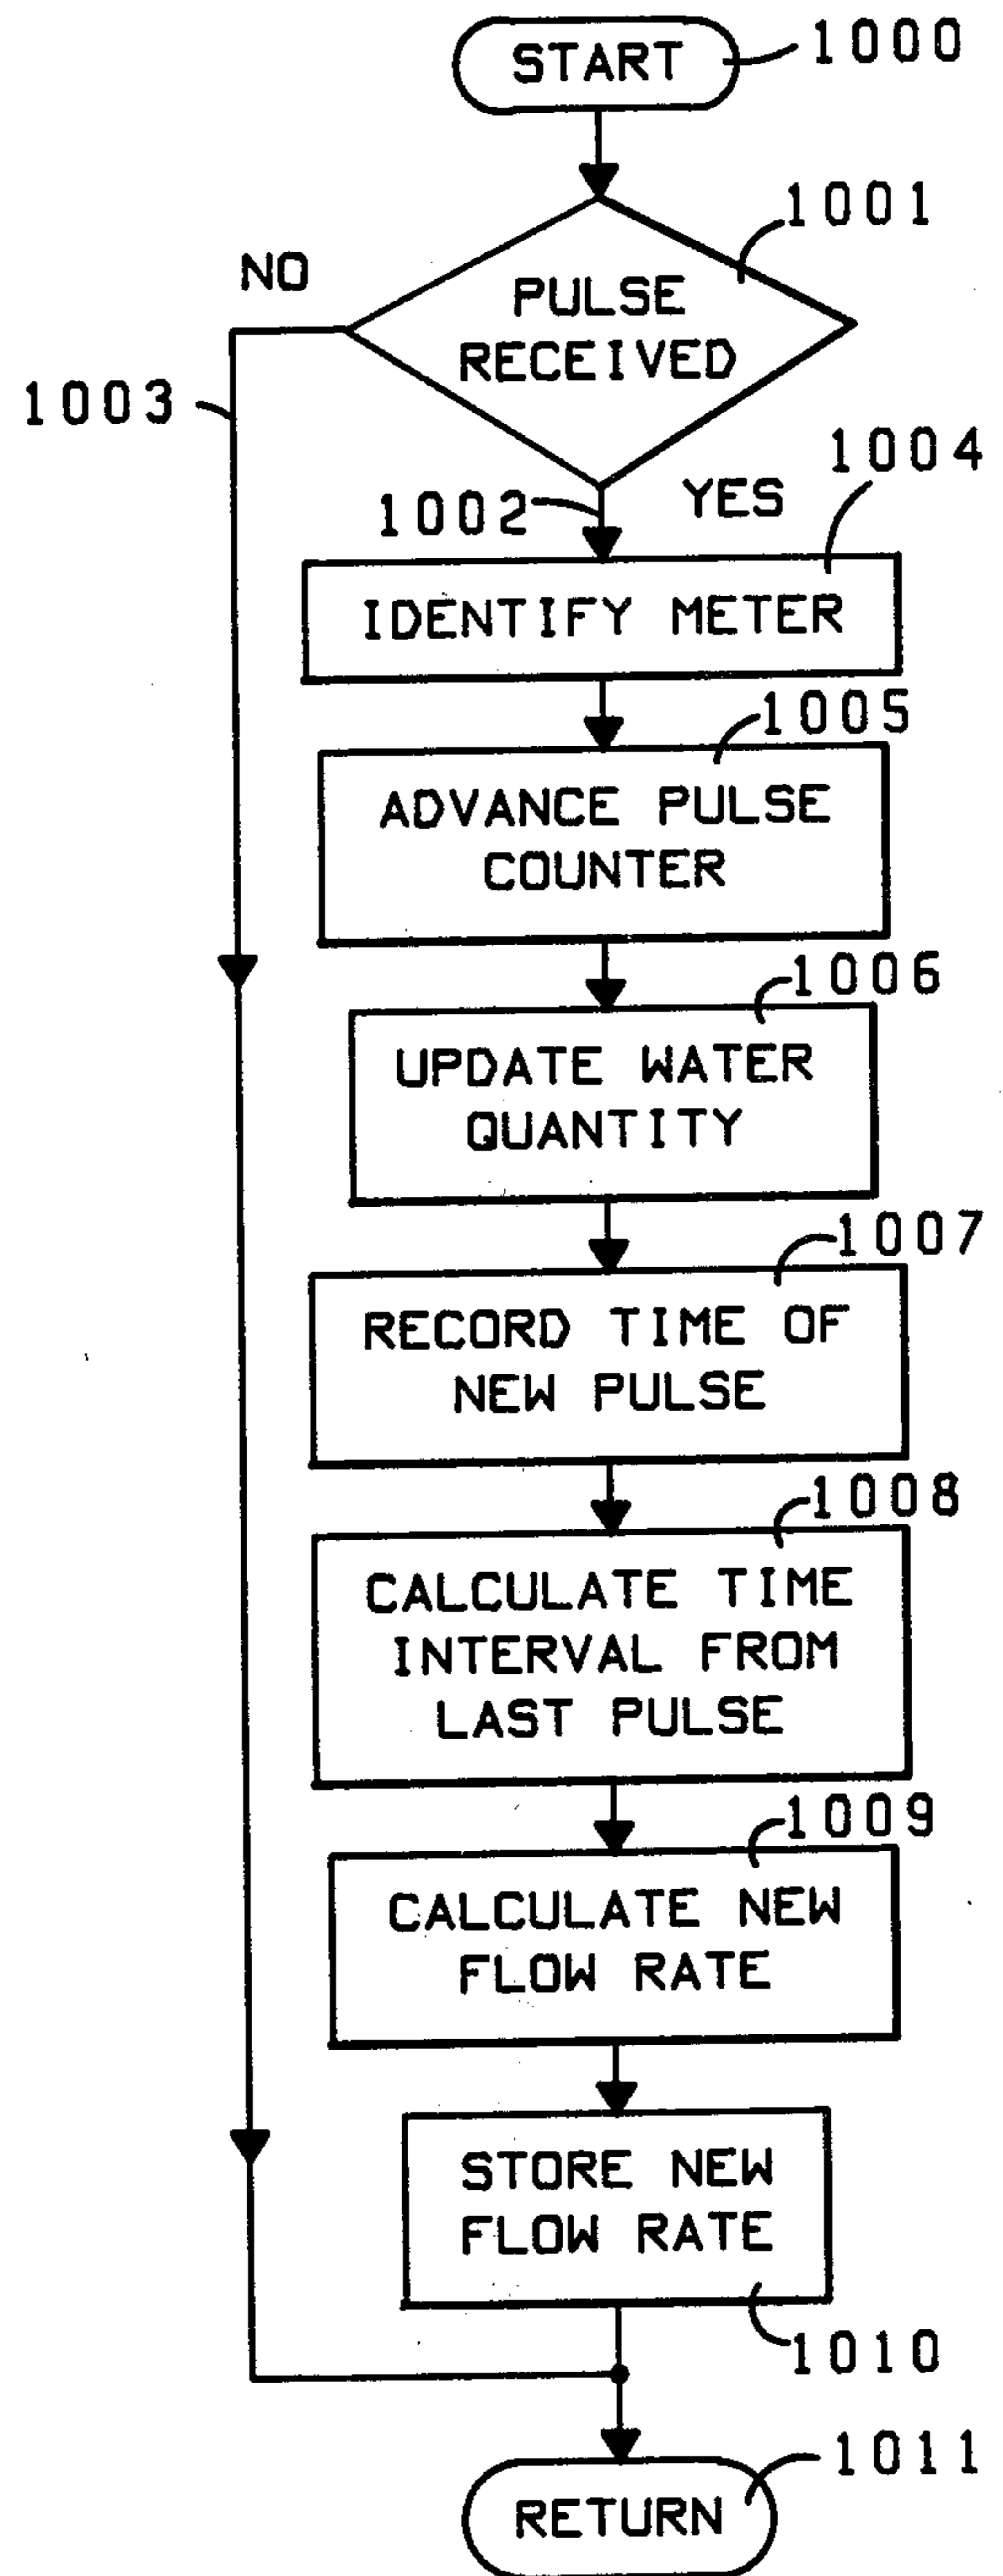 START
1000
1001
NO
PULSE
RECEIVED
1003
1004
1002
YES
IDENTIFY METER
1005
ADVANCE PULSE
COUNTER
1006
UPDATE WATER
QUANTITY
1007
RECORD TIME OF
NEW PULSE
1008
CALCULATE TIME
INTERVAL FROM
LAST PULSE
1009
CALCULATE NEW
FLOW RATE
STORE NEW
FLOW RATE
1010
1011
RETURN